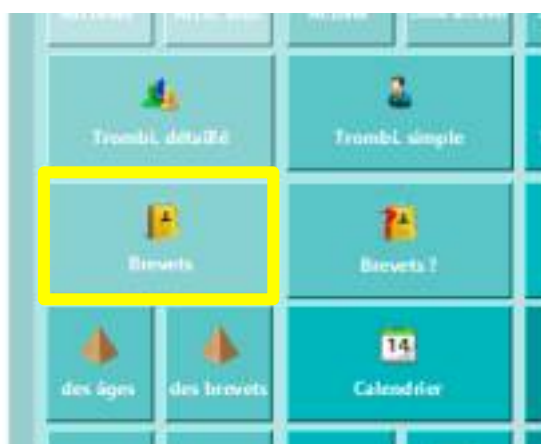 Trombi. détaillé
Trombi. simple
Brevets
Brevets ?
des âges
des brevets
14
Calendrier